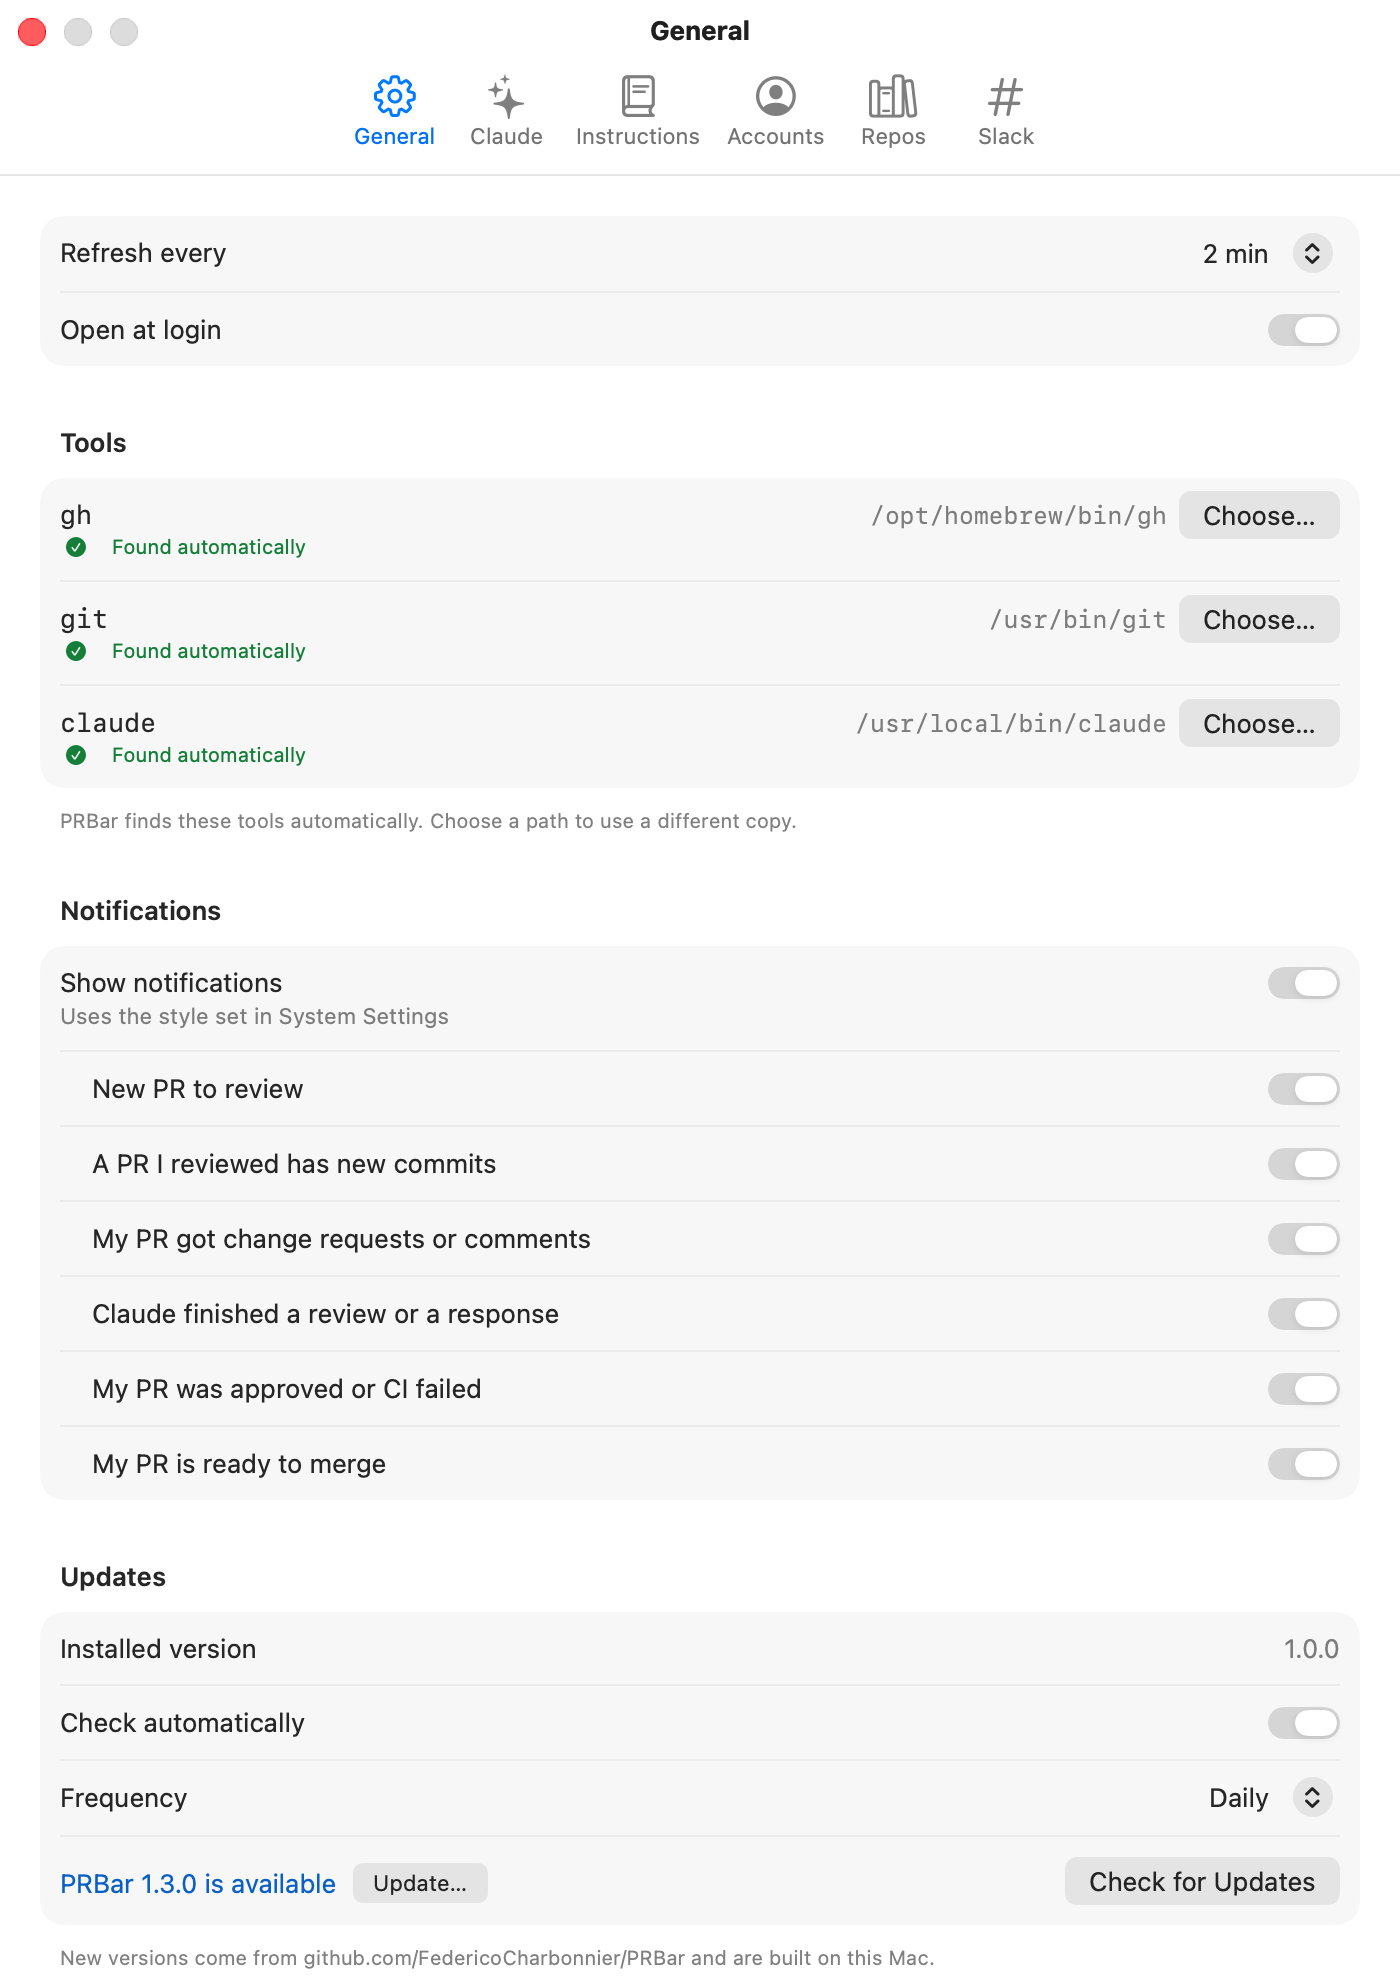 General
General
Claude
Instructions
Accounts
Repos
Slack
Refresh every
2 min
Open at login
Tools
gh
/opt/homebrew/bin/gh
Choose...
Found automatically
git
/usr/bin/git
Choose...
Found automatically
claude
/usr/local/bin/claude
Choose...
Found automatically
PRBar finds these tools automatically. Choose a path to use a different copy.
Notifications
Show notifications
Uses the style set in System Settings
New PR to review
A PR I reviewed has new commits
My PR got change requests or comments
Claude finished a review or a response
My PR was approved or CI failed
My PR is ready to merge
Updates
Installed version
1.0.0
Check automatically
Frequency
Daily
PRBar 1.3.0 is available
Update...
Check for Updates
New versions come from github.com/FedericoCharbonnier/PRBar and are built on this Mac.